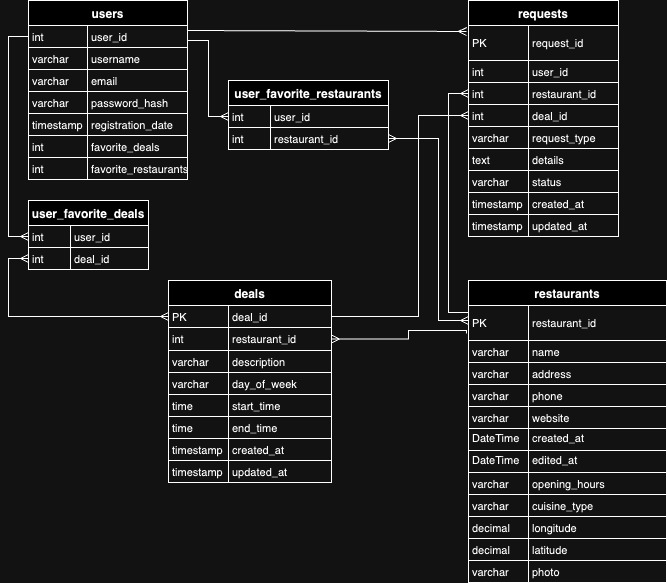 users
int user_id
varchar username
varchar email
varchar password_hash
timestamp registration_date
int favorite_deals
int favorite_restaurants
user_favorite_restaurants
int user_id
int restaurant_id
requests
PK request_id
int user_id
int restaurant_id
int deal_id
varchar request_type
text details
varchar status
timestamp created_at
timestamp updated_at
user_favorite_deals
int user_id
int deal_id
deals
PK deal_id
int restaurant_id
varchar description
varchar day_of_week
time start_time
time end_time
timestamp created_at
timestamp updated_at
restaurants
PK restaurant_id
varchar name
varchar address
varchar phone
varchar website
DateTime created_at
DateTime edited_at
varchar opening_hours
varchar cuisine_type
decimal longitude
decimal latitude
varchar photo